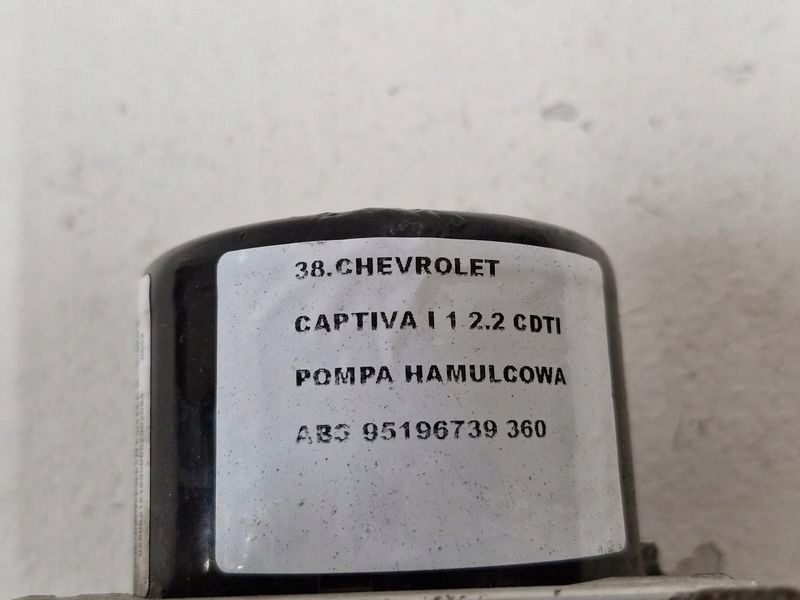 38.CHEVROLET
CAPTIVA I 1 2.2 CDTI
POMPA HAMULCOWA
ABS 95196739 360